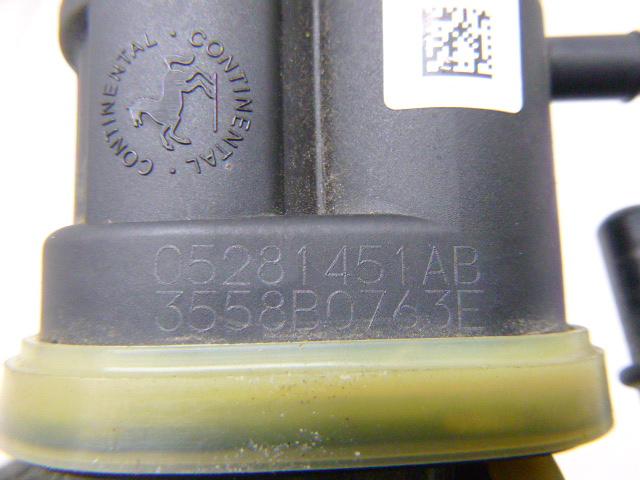 · CONTINENTAL · CONTINENTAL
05281451AB
3558B0763E